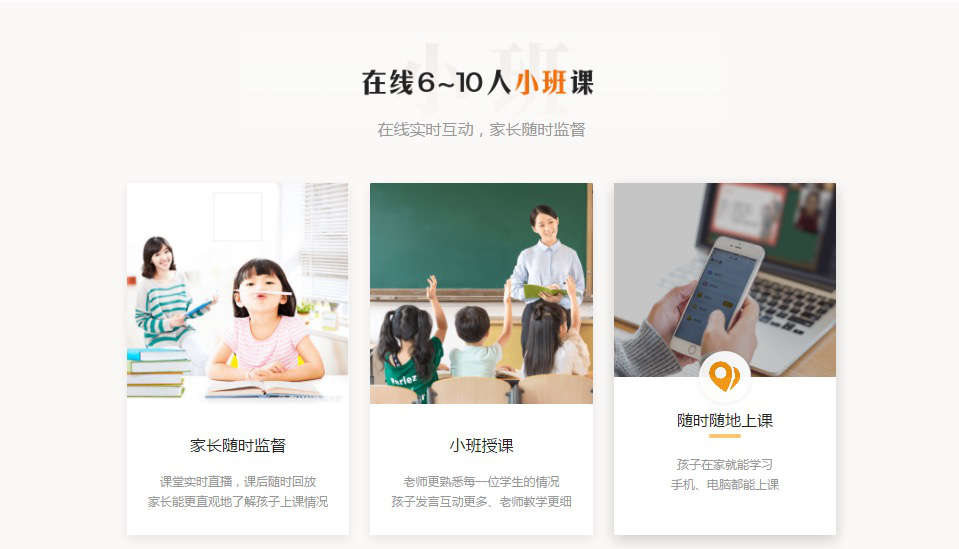 小班
在线6~10人小班课
在线实时互动，家长随时监督
Parlez
家长随时监督
课堂实时直播，课后随时回放
家长能更直观地了解孩子上课情况
小班授课
老师更熟悉每一位学生的情况
孩子发言互动更多、老师教学更细
随时随地上课
孩子在家就能学习
手机、电脑都能上课